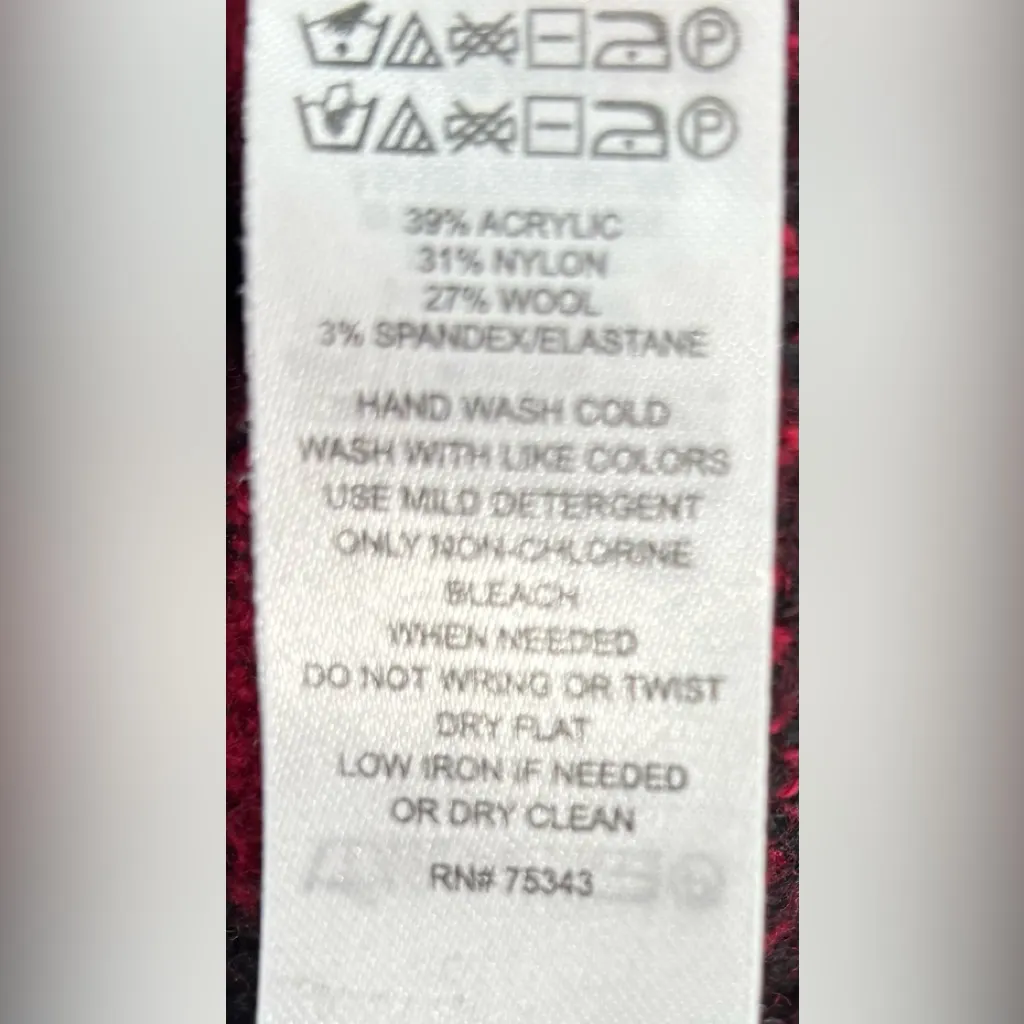 P
P
39% ACRYLIC
31% NYLON
27% WOOL
3% SPANDEX/ELASTANE
HAND WASH COLD
WASH WITH LIKE COLORS
USE MILD DETERGENT
ONLY NON-CHLORINE
BLEACH
WHEN NEEDED
DO NOT WRING OR TWIST
DRY FLAT
LOW IRON IF NEEDED
OR DRY CLEAN
RN# 75343